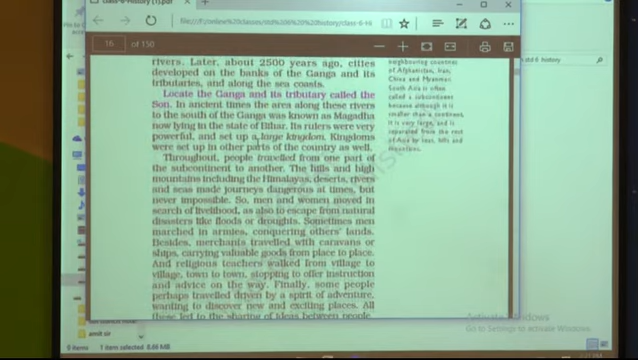 16 of 150
rivers. Later, about 2500 years ago, cities
developed on the banks of the Ganga and its
tributaries, and along the sea coasts.
Locate the Ganga and its tributary called the
Son. In ancient times the area along these rivers
to the south of the Ganga was known as Magadha
now lying in the state of Bihar. Its rulers were very
powerful, and set up a large kingdom. Kingdoms
were set up in other parts of the country as well.
Throughout, people travelled from one part of
the subcontinent to another. The hills and high
mountains including the Himalayas, deserts, rivers
and seas made journeys dangerous at times, but
never impossible. So, men and women moved in
search of livelihood, as also to escape from natural
disasters like floods or droughts. Sometimes men
marched in armies, conquering others' lands.
Besides, merchants travelled with caravans or
ships, carrying valuable goods from place to place.
And religious teachers walked from village to
village, town to town, stopping to offer instruction
and advice on the way. Finally, some people
perhaps travelled driven by a spirit of adventure,
wanting to discover new and exciting places. All
these led to the sharing of ideas between people.
neighbouring countries
of Afghanistan, Iran,
China and Myanmar.
South Asia is often
called a subcontinent
because although it is
smaller than a continent,
it is very large, and is
separated from the rest
of Asia by seas, hills and
mountains.
std 6 history
Activate Windows
Go to Settings to activate Windows.
amit sir
0 items
1 item selected